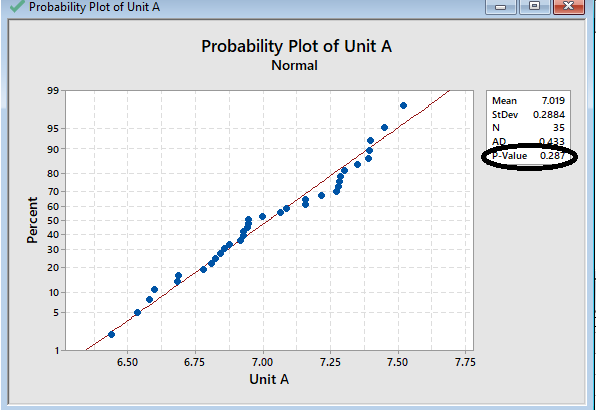 Probability Plot of Unit A
Probability Plot of Unit A
Normal
99
95
90
80
70
60
50
40
30
20
10
5
1
Percent
6.50 6.75 7.00 7.25 7.50 7.75
Unit A
Mean 7.019
StDev 0.2884
N 35
AD 0.433
P-Value 0.287